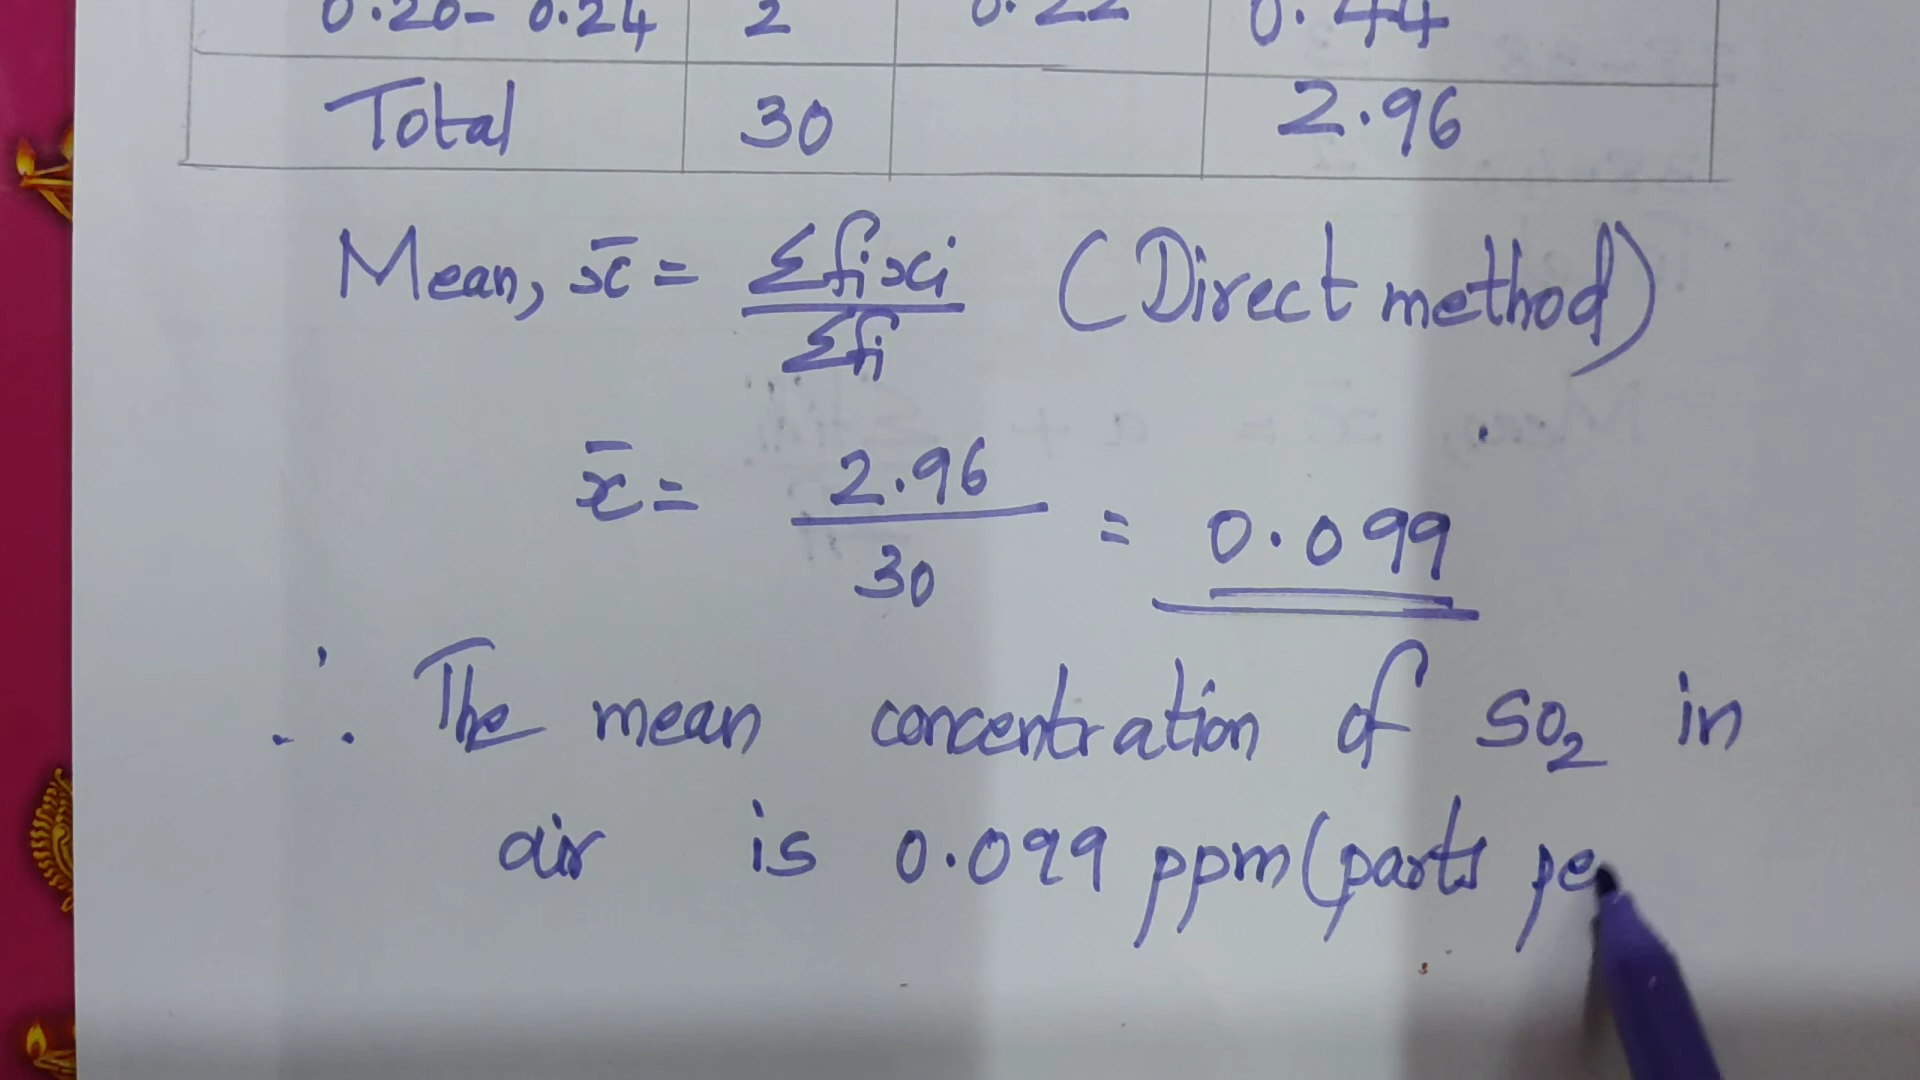 0.20- 0.24 2 0.22 0.44
Total 30 2.96
Mean, x̄ = Σfixi / Σfi (Direct method)
x̄ = 2.96 / 30 = 0.099
∴ The mean concentration of SO₂ in
air is 0.099 ppm (parts pe